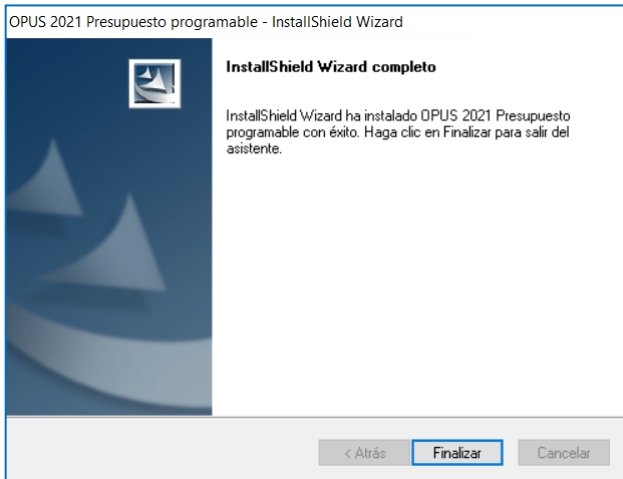 OPUS 2021 Presupuesto programable - InstallShield Wizard
InstallShield Wizard completo
InstallShield Wizard ha instalado OPUS 2021 Presupuesto
programable con éxito. Haga clic en Finalizar para salir del
asistente.
< Atrás Finalizar Cancelar